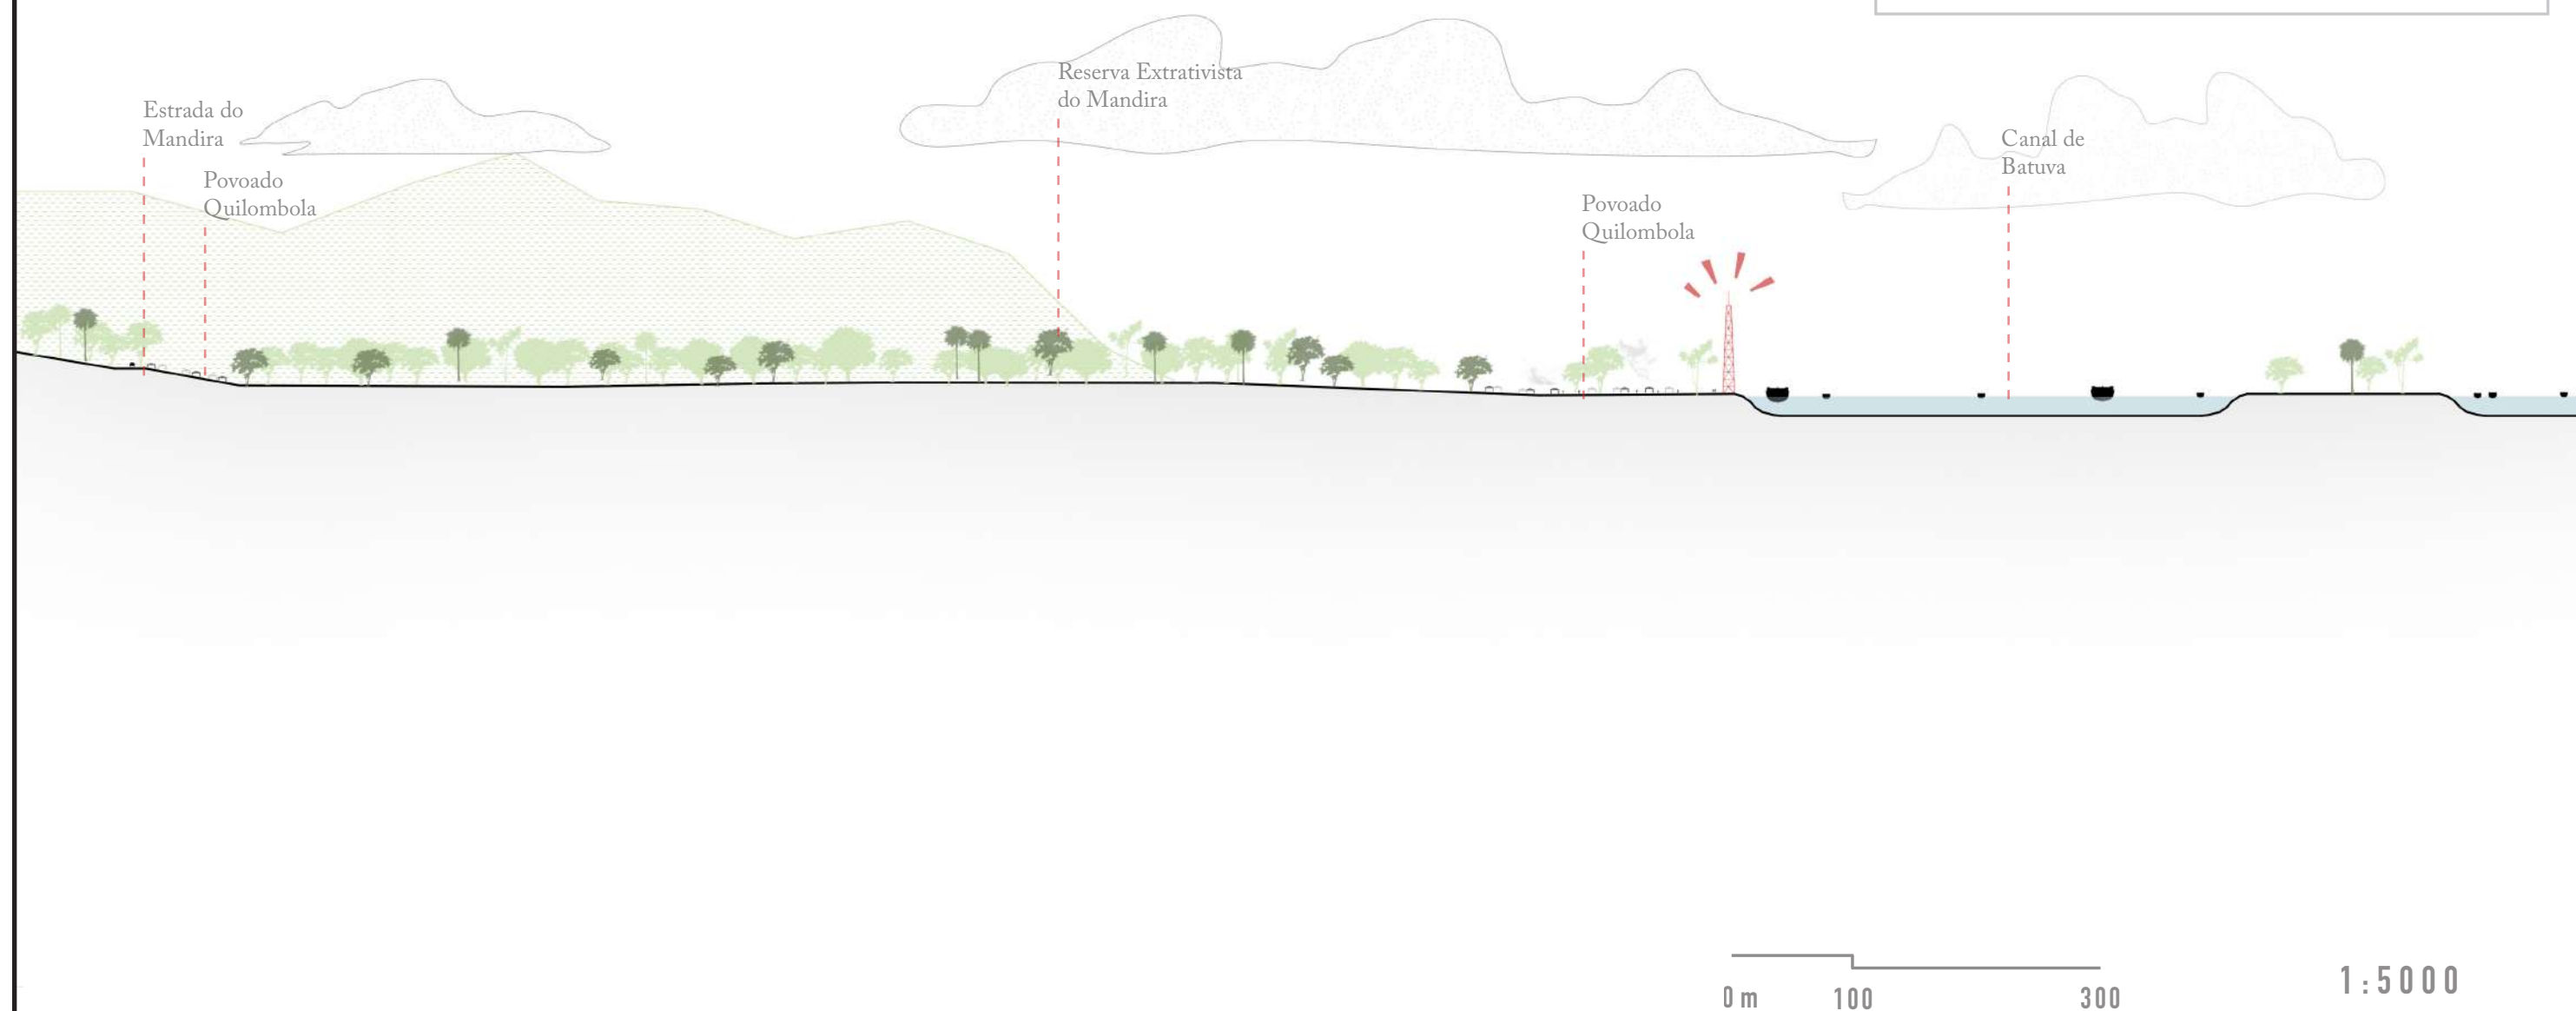 Estrada do
Mandira
Povoado
Quilombola
Reserva Extrativista
do Mandira
Povoado
Quilombola
Canal de
Batuva
0 m 100 300
1:5000